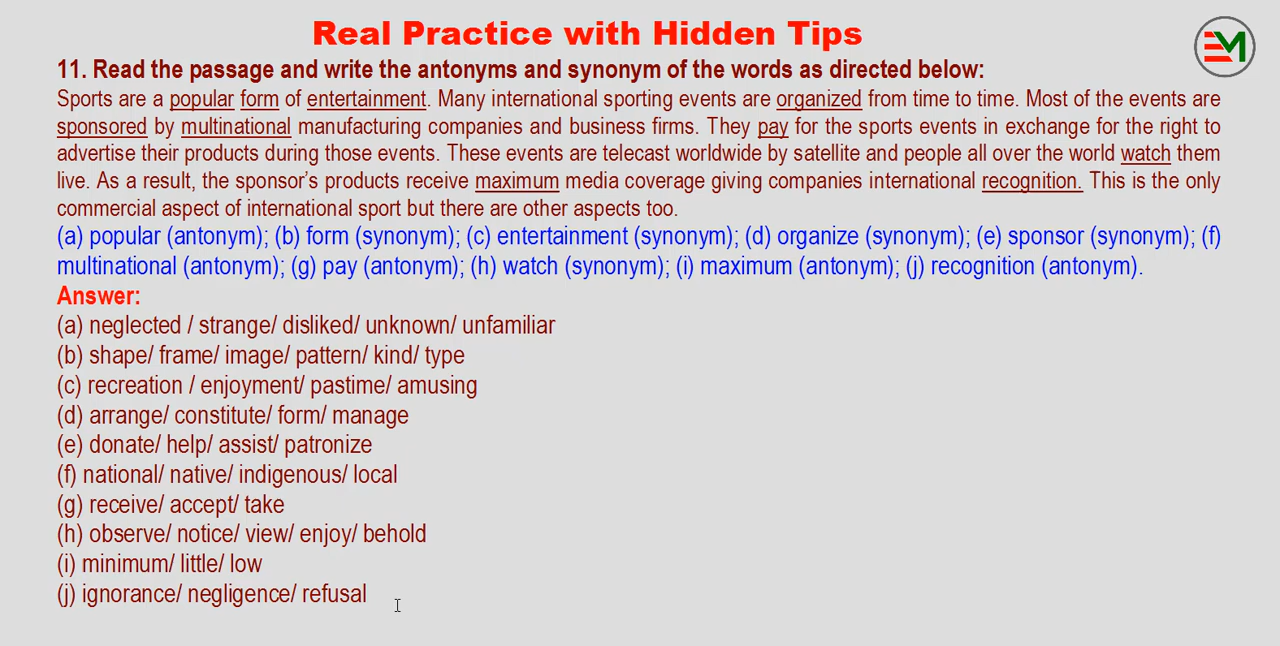 Real Practice with Hidden Tips
EM
11. Read the passage and write the antonyms and synonym of the words as directed below:
Sports are a popular form of entertainment. Many international sporting events are organized from time to time. Most of the events are
sponsored by multinational manufacturing companies and business firms. They pay for the sports events in exchange for the right to
advertise their products during those events. These events are telecast worldwide by satellite and people all over the world watch them
live. As a result, the sponsor's products receive maximum media coverage giving companies international recognition. This is the only
commercial aspect of international sport but there are other aspects too.
(a) popular (antonym); (b) form (synonym); (c) entertainment (synonym); (d) organize (synonym); (e) sponsor (synonym); (f)
multinational (antonym); (g) pay (antonym); (h) watch (synonym); (i) maximum (antonym); (j) recognition (antonym).
Answer:
(a) neglected / strange/ disliked/ unknown/ unfamiliar
(b) shape/ frame/ image/ pattern/ kind/ type
(c) recreation / enjoyment/ pastime/ amusing
(d) arrange/ constitute/ form/ manage
(e) donate/ help/ assist/ patronize
(f) national/ native/ indigenous/ local
(g) receive/ accept/ take
(h) observe/ notice/ view/ enjoy/ behold
(i) minimum/ little/ low
(j) ignorance/ negligence/ refusal